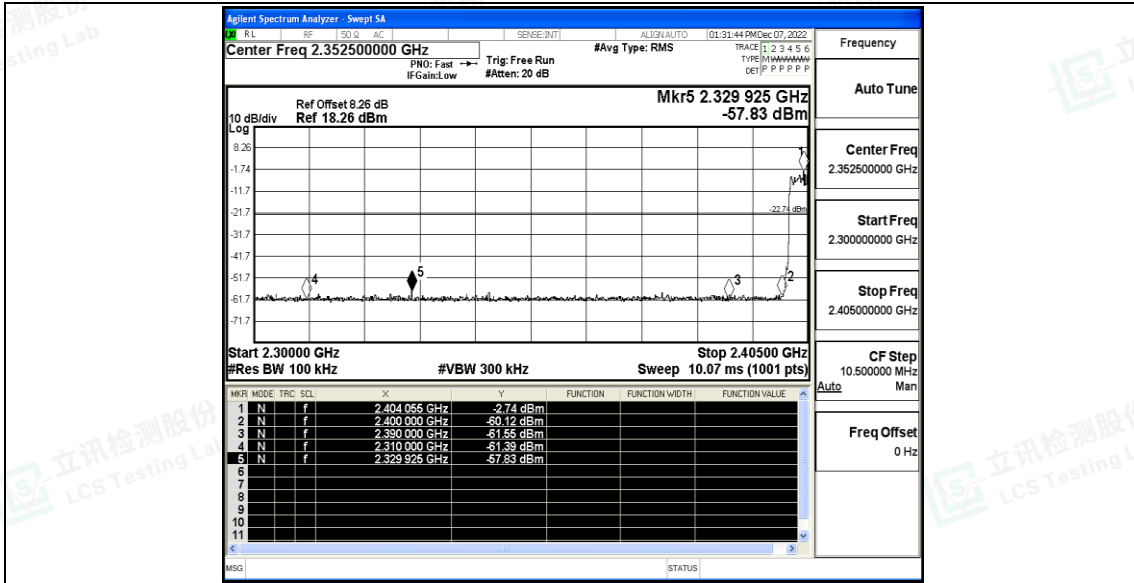 Agilent Spectrum Analyzer - Swept SA
LXI RL RF 50 Ω AC SENSE:INT ALIGNAUTO 01:31:44 PM Dec 07, 2022
Center Freq 2.352500000 GHz
PNO: Fast
IFGain:Low
Trig: Free Run
#Atten: 20 dB
#Avg Type: RMS
TRACE 1 2 3 4 5 6
TYPE M WWWWW
DET P P P P P P
Frequency
Auto Tune
Center Freq
2.352500000 GHz
Start Freq
2.300000000 GHz
Stop Freq
2.405000000 GHz
CF Step
10.500000 MHz
Auto Man
Freq Offset
0 Hz
Mkr5 2.329 925 GHz
-57.83 dBm
Ref Offset 8.26 dB
10 dB/div Ref 18.26 dBm
Log
8.26
-1.74
-11.7
-21.7
-31.7
-41.7
-51.7
-61.7
-71.7
1
-22.74 dBm
4
5
3
2
Start 2.30000 GHz Stop 2.40500 GHz
#Res BW 100 kHz #VBW 300 kHz Sweep 10.07 ms (1001 pts)
MKR MODE TRC SCL X Y FUNCTION FUNCTION WIDTH FUNCTION VALUE
1 N f 2.404 055 GHz -2.74 dBm
2 N f 2.400 000 GHz -60.12 dBm
3 N f 2.390 000 GHz -61.55 dBm
4 N f 2.310 000 GHz -61.39 dBm
5 N f 2.329 925 GHz -57.83 dBm
6
7
8
9
10
11
MSG STATUS
立讯检测股份
LCS Testing Lab
立讯检测股份